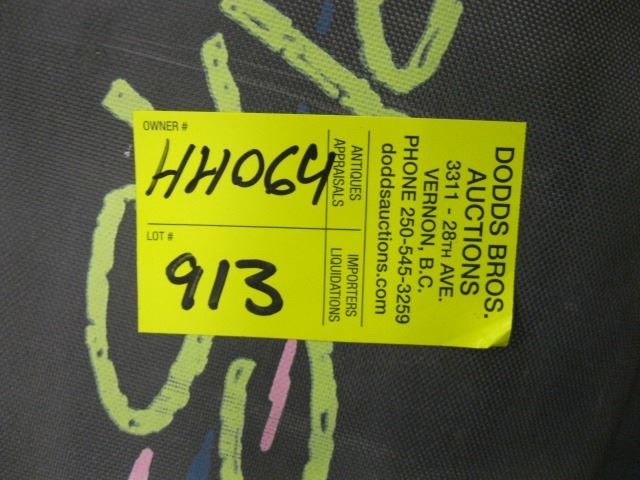 OWNER #
HH064
LOT #
913
ANTIQUES
APPRAISALS
IMPORTERS
LIQUIDATIONS
DODDS BROS.
AUCTIONS
3311 - 28TH AVE.
VERNON, B.C.
PHONE 250-545-3259
doddsauctions.com